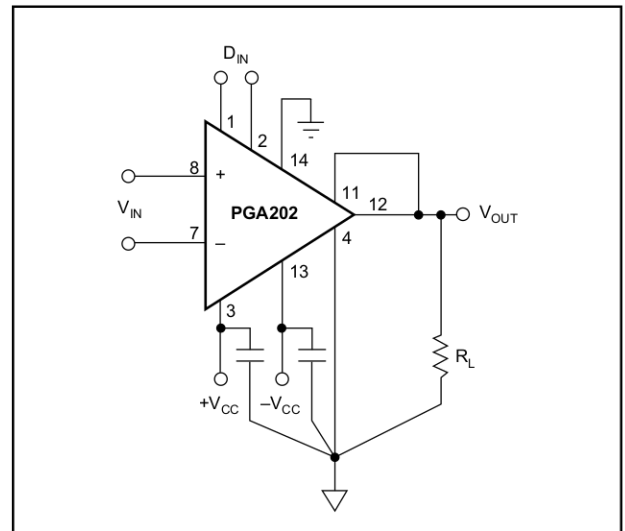 D_IN
1
2
14
8
+
11
V_IN
PGA202
12
V_OUT
7
–
4
13
3
R_L
+V_CC
–V_CC